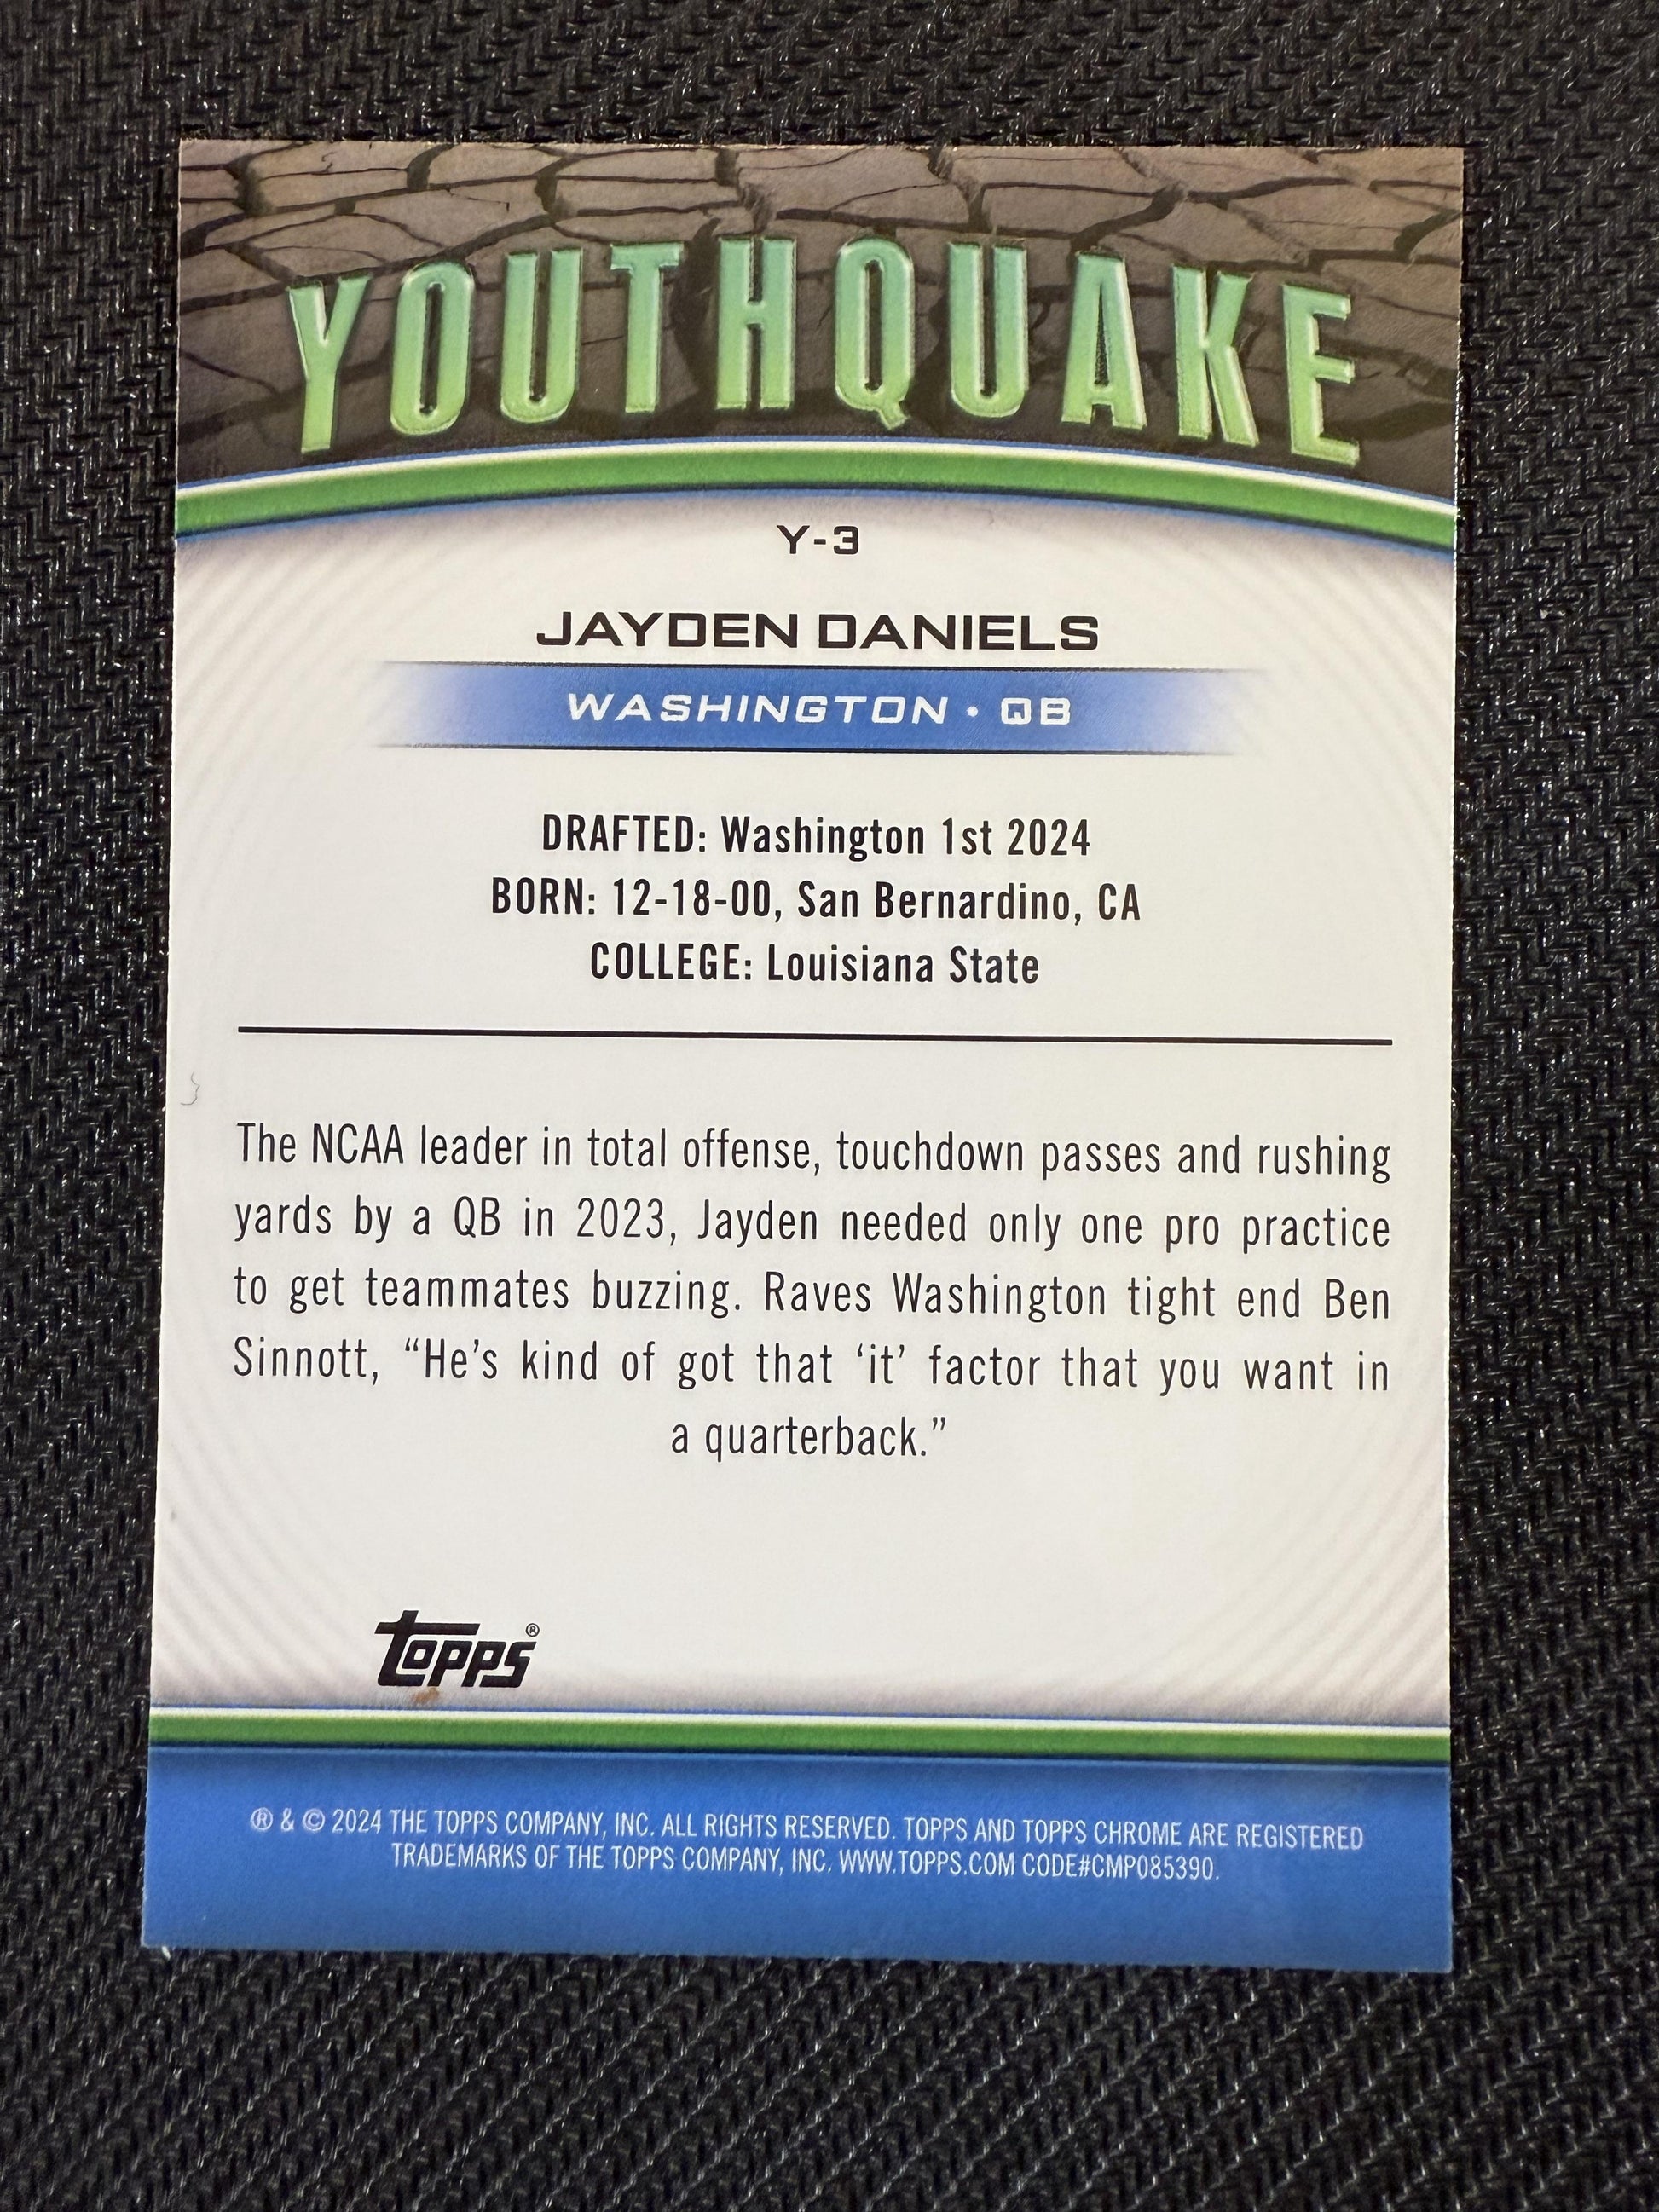 YOUTHQUAKE
Y-3
JAYDEN DANIELS
WASHINGTON • QB
DRAFTED: Washington 1st 2024
BORN: 12-18-00, San Bernardino, CA
COLLEGE: Louisiana State
The NCAA leader in total offense, touchdown passes and rushing
yards by a QB in 2023, Jayden needed only one pro practice
to get teammates buzzing. Raves Washington tight end Ben
Sinnott, “He’s kind of got that ‘it’ factor that you want in
a quarterback.”
topps®
® & © 2024 THE TOPPS COMPANY, INC. ALL RIGHTS RESERVED. TOPPS AND TOPPS CHROME ARE REGISTERED
TRADEMARKS OF THE TOPPS COMPANY, INC. WWW.TOPPS.COM CODE#CMP085390.